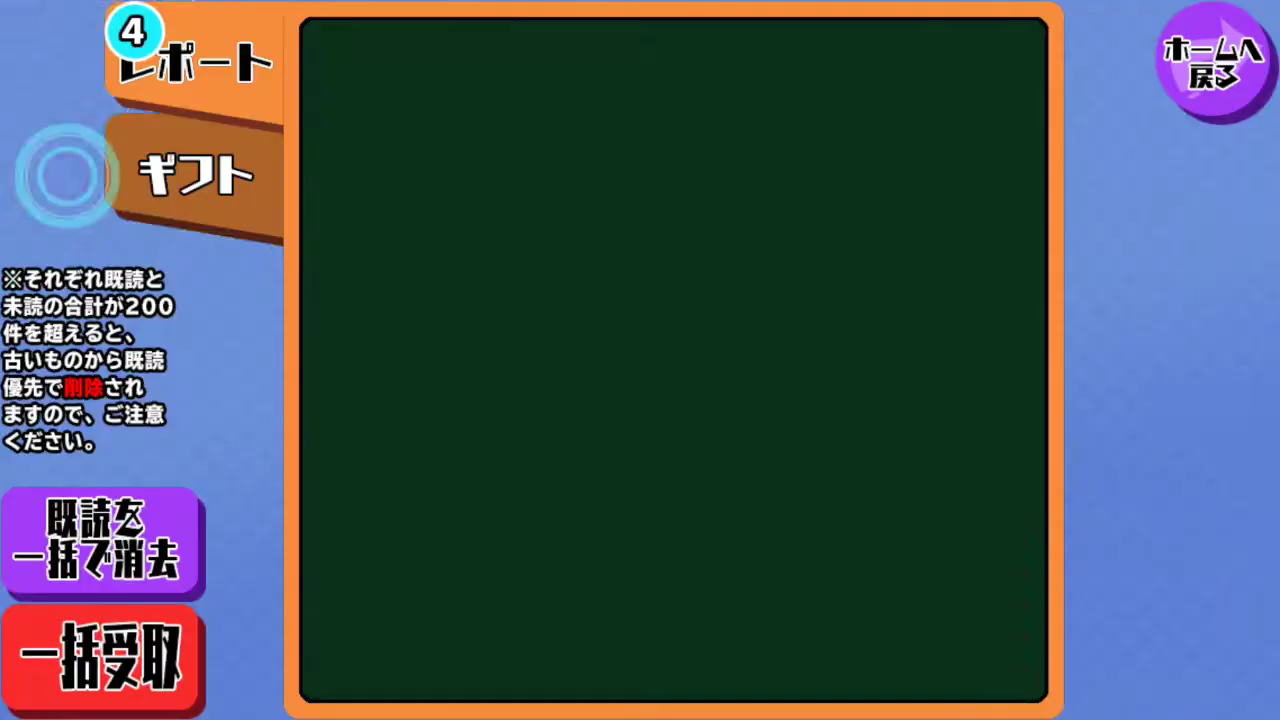 4
レポート
ホームへ
戻る
ギフト
※それぞれ既読と
未読の合計が200
件を超えると、
古いものから既読
優先で削除され
ますので、ご注意
ください。
既読を
一括で消去
一括受取